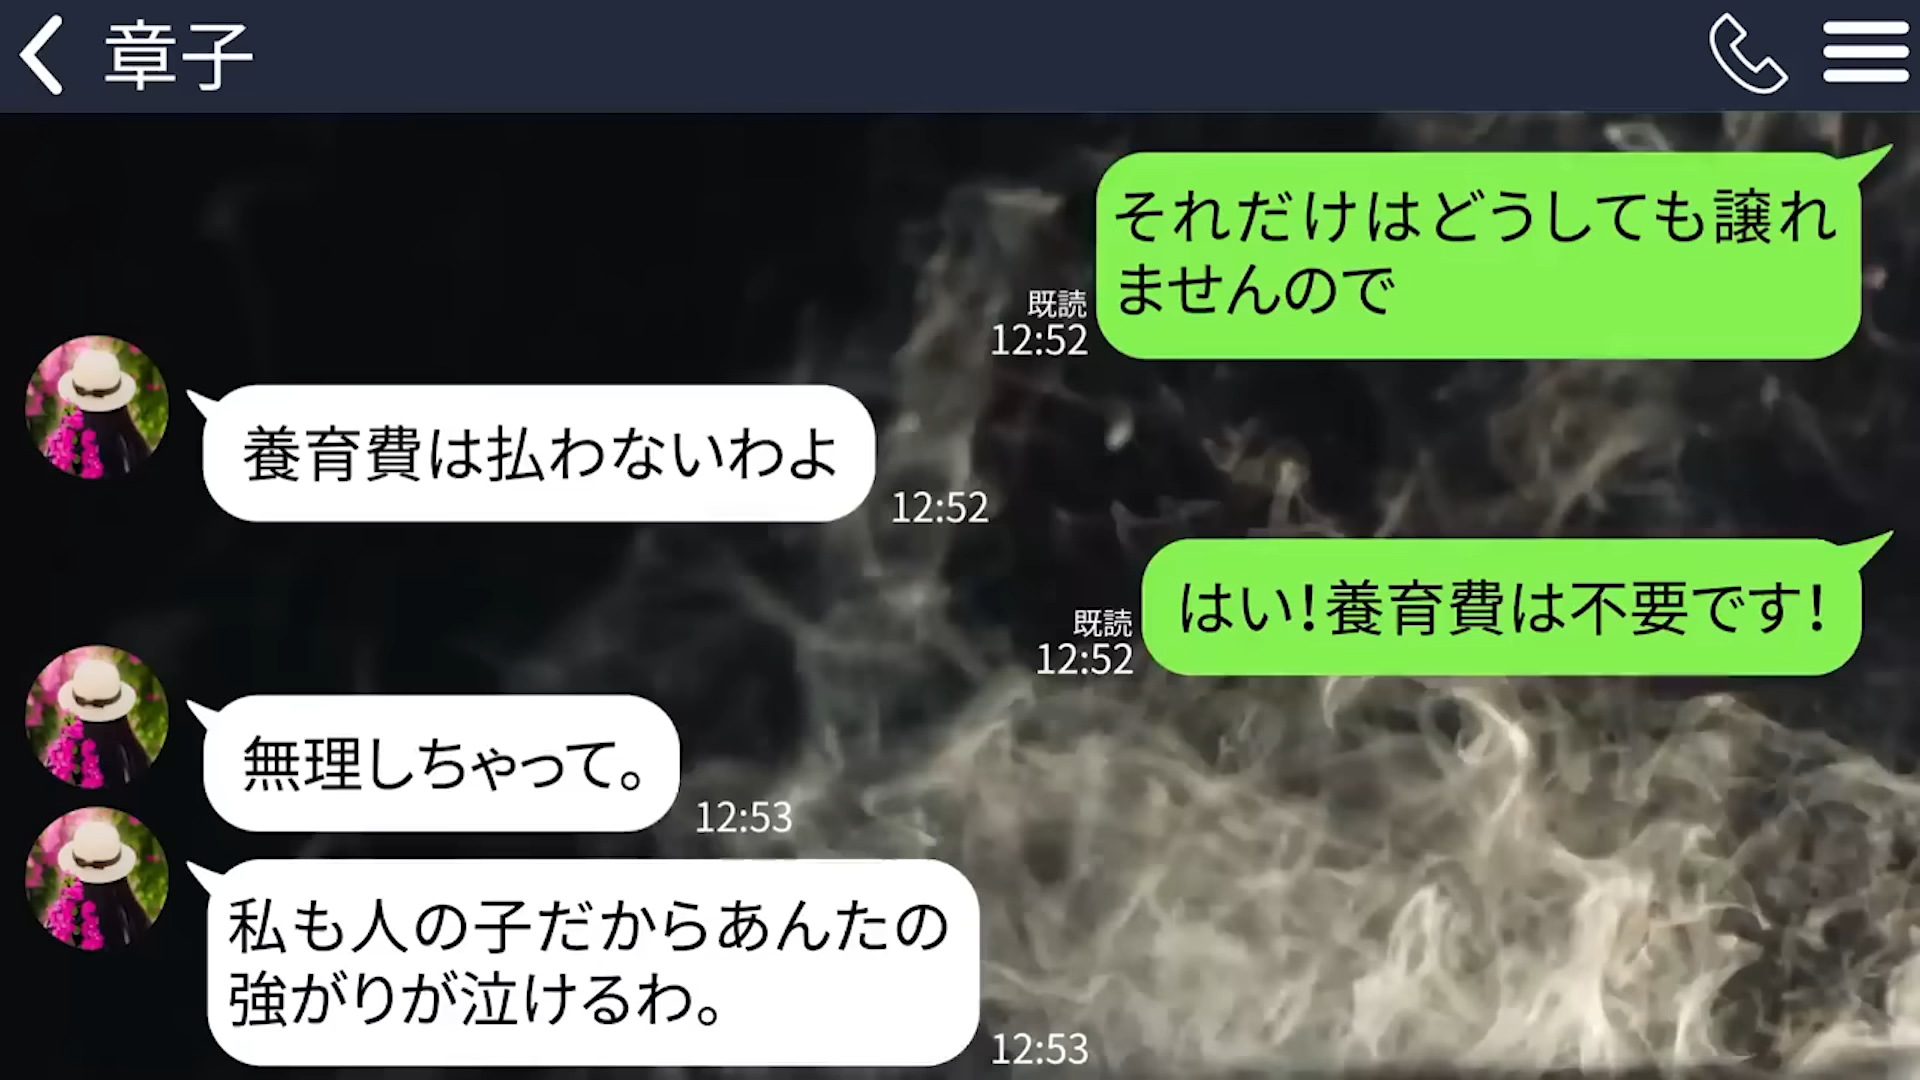 章子
それだけはどうしても譲れ
ませんので
既読
12:52
養育費は払わないわよ
12:52
はい!養育費は不要です!
既読
12:52
無理しちゃって。
12:53
私も人の子だからあんたの
強がりが泣けるわ。
12:53